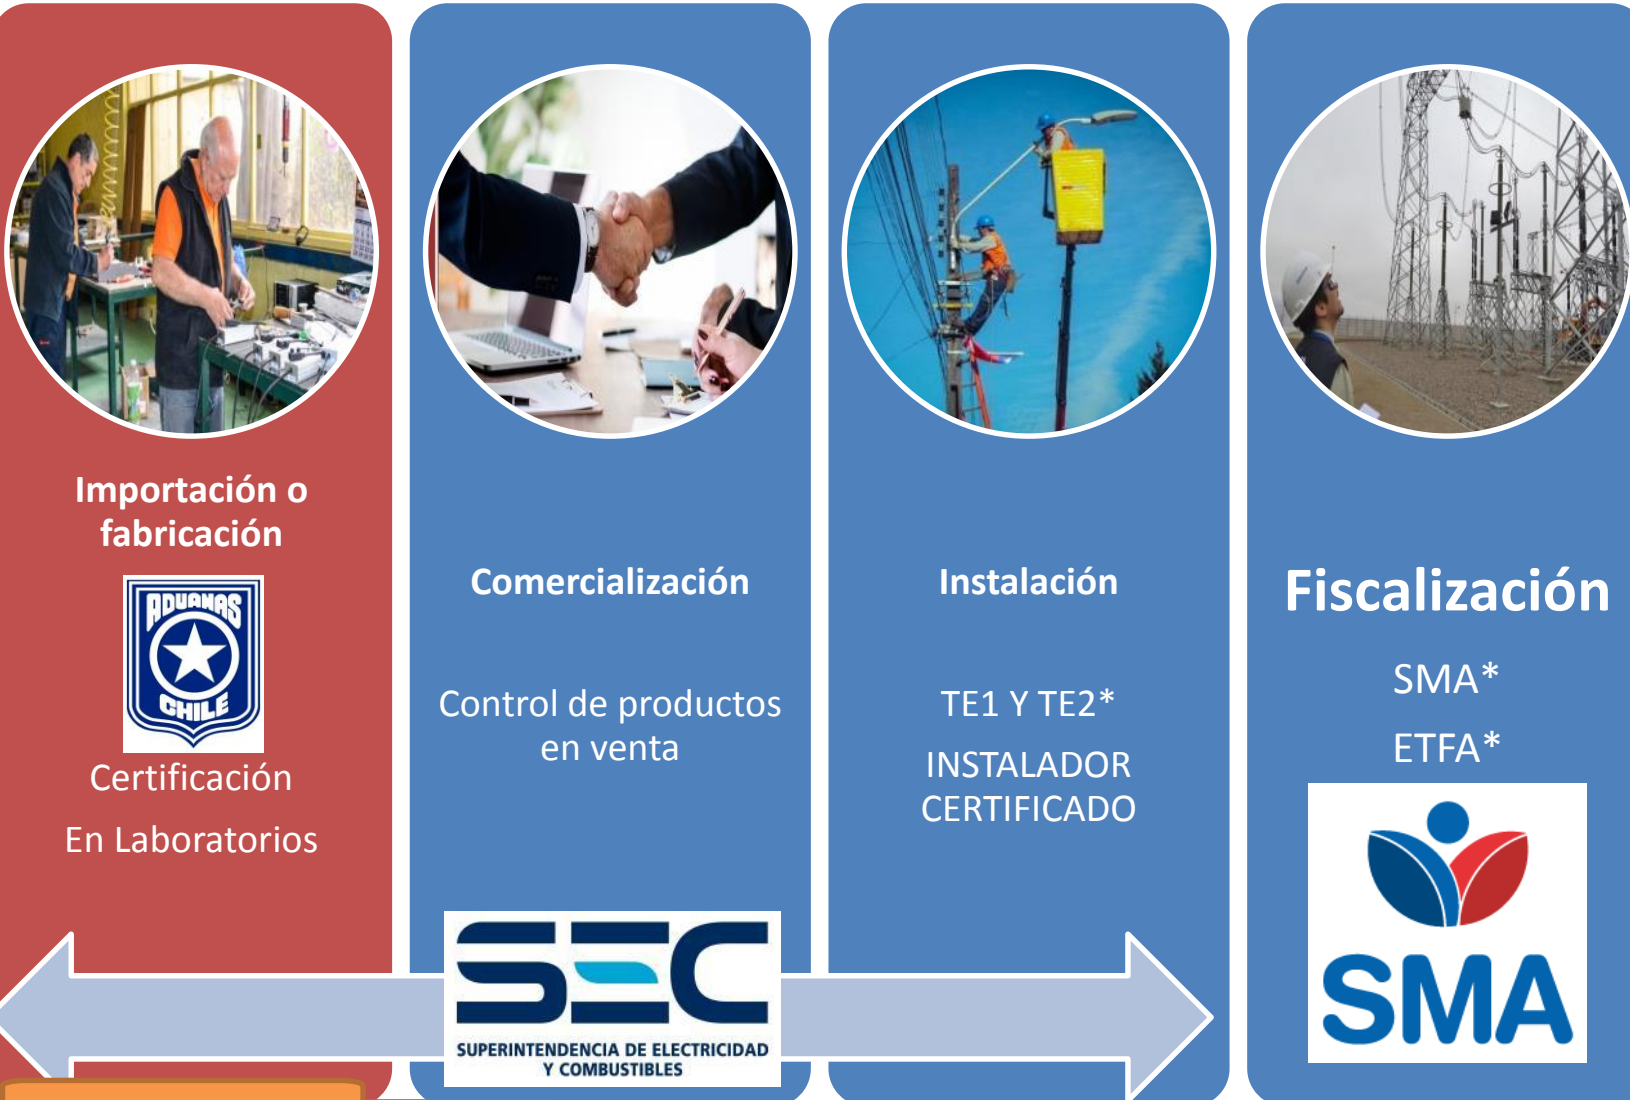 Importación o
fabricación
ADUANAS
CHILE
Certificación
En Laboratorios
Comercialización
Control de productos
en venta
SEC
SUPERINTENDENCIA DE ELECTRICIDAD
Y COMBUSTIBLES
Instalación
TE1 Y TE2*
INSTALADOR
CERTIFICADO
Fiscalización
SMA*
ETFA*
SMA